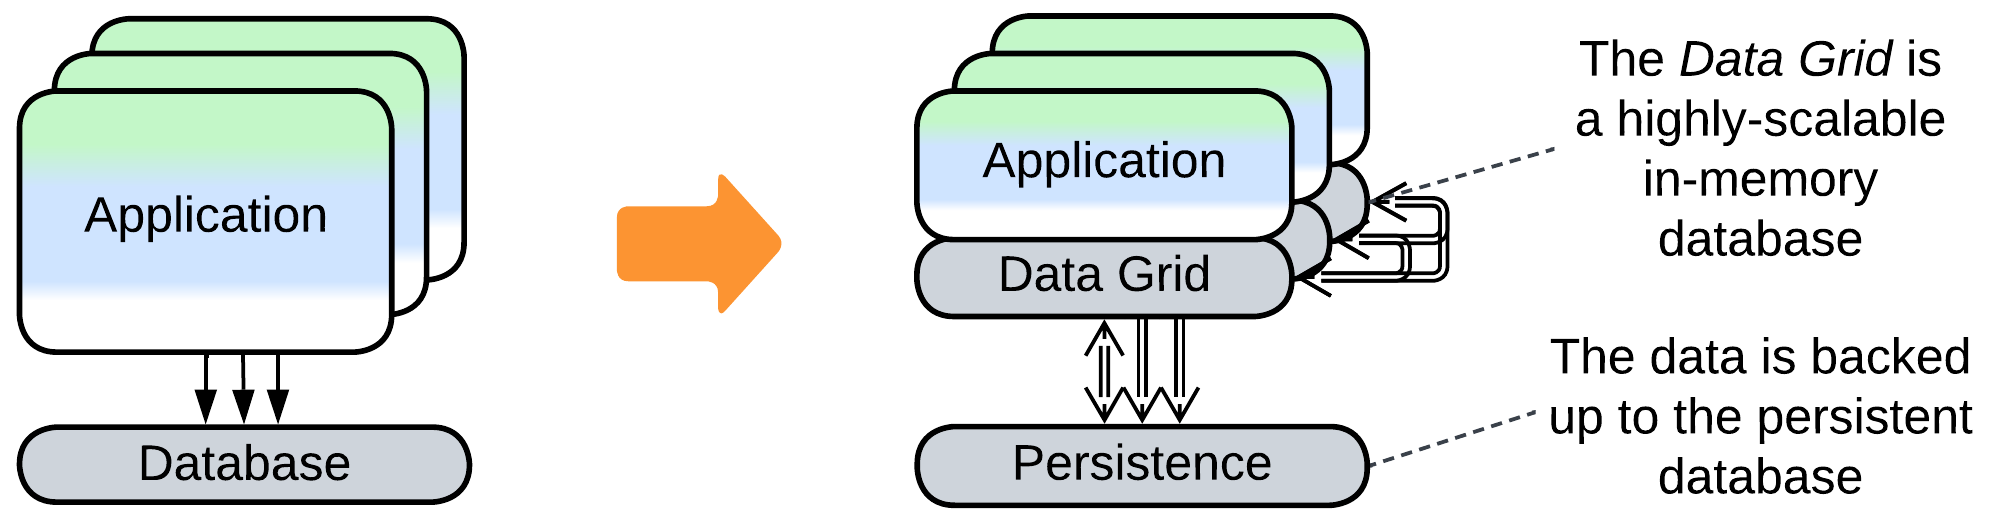 Application
Database
Application
Data Grid
Persistence
The Data Grid is
a highly-scalable
in-memory
database
The data is backed
up to the persistent
database